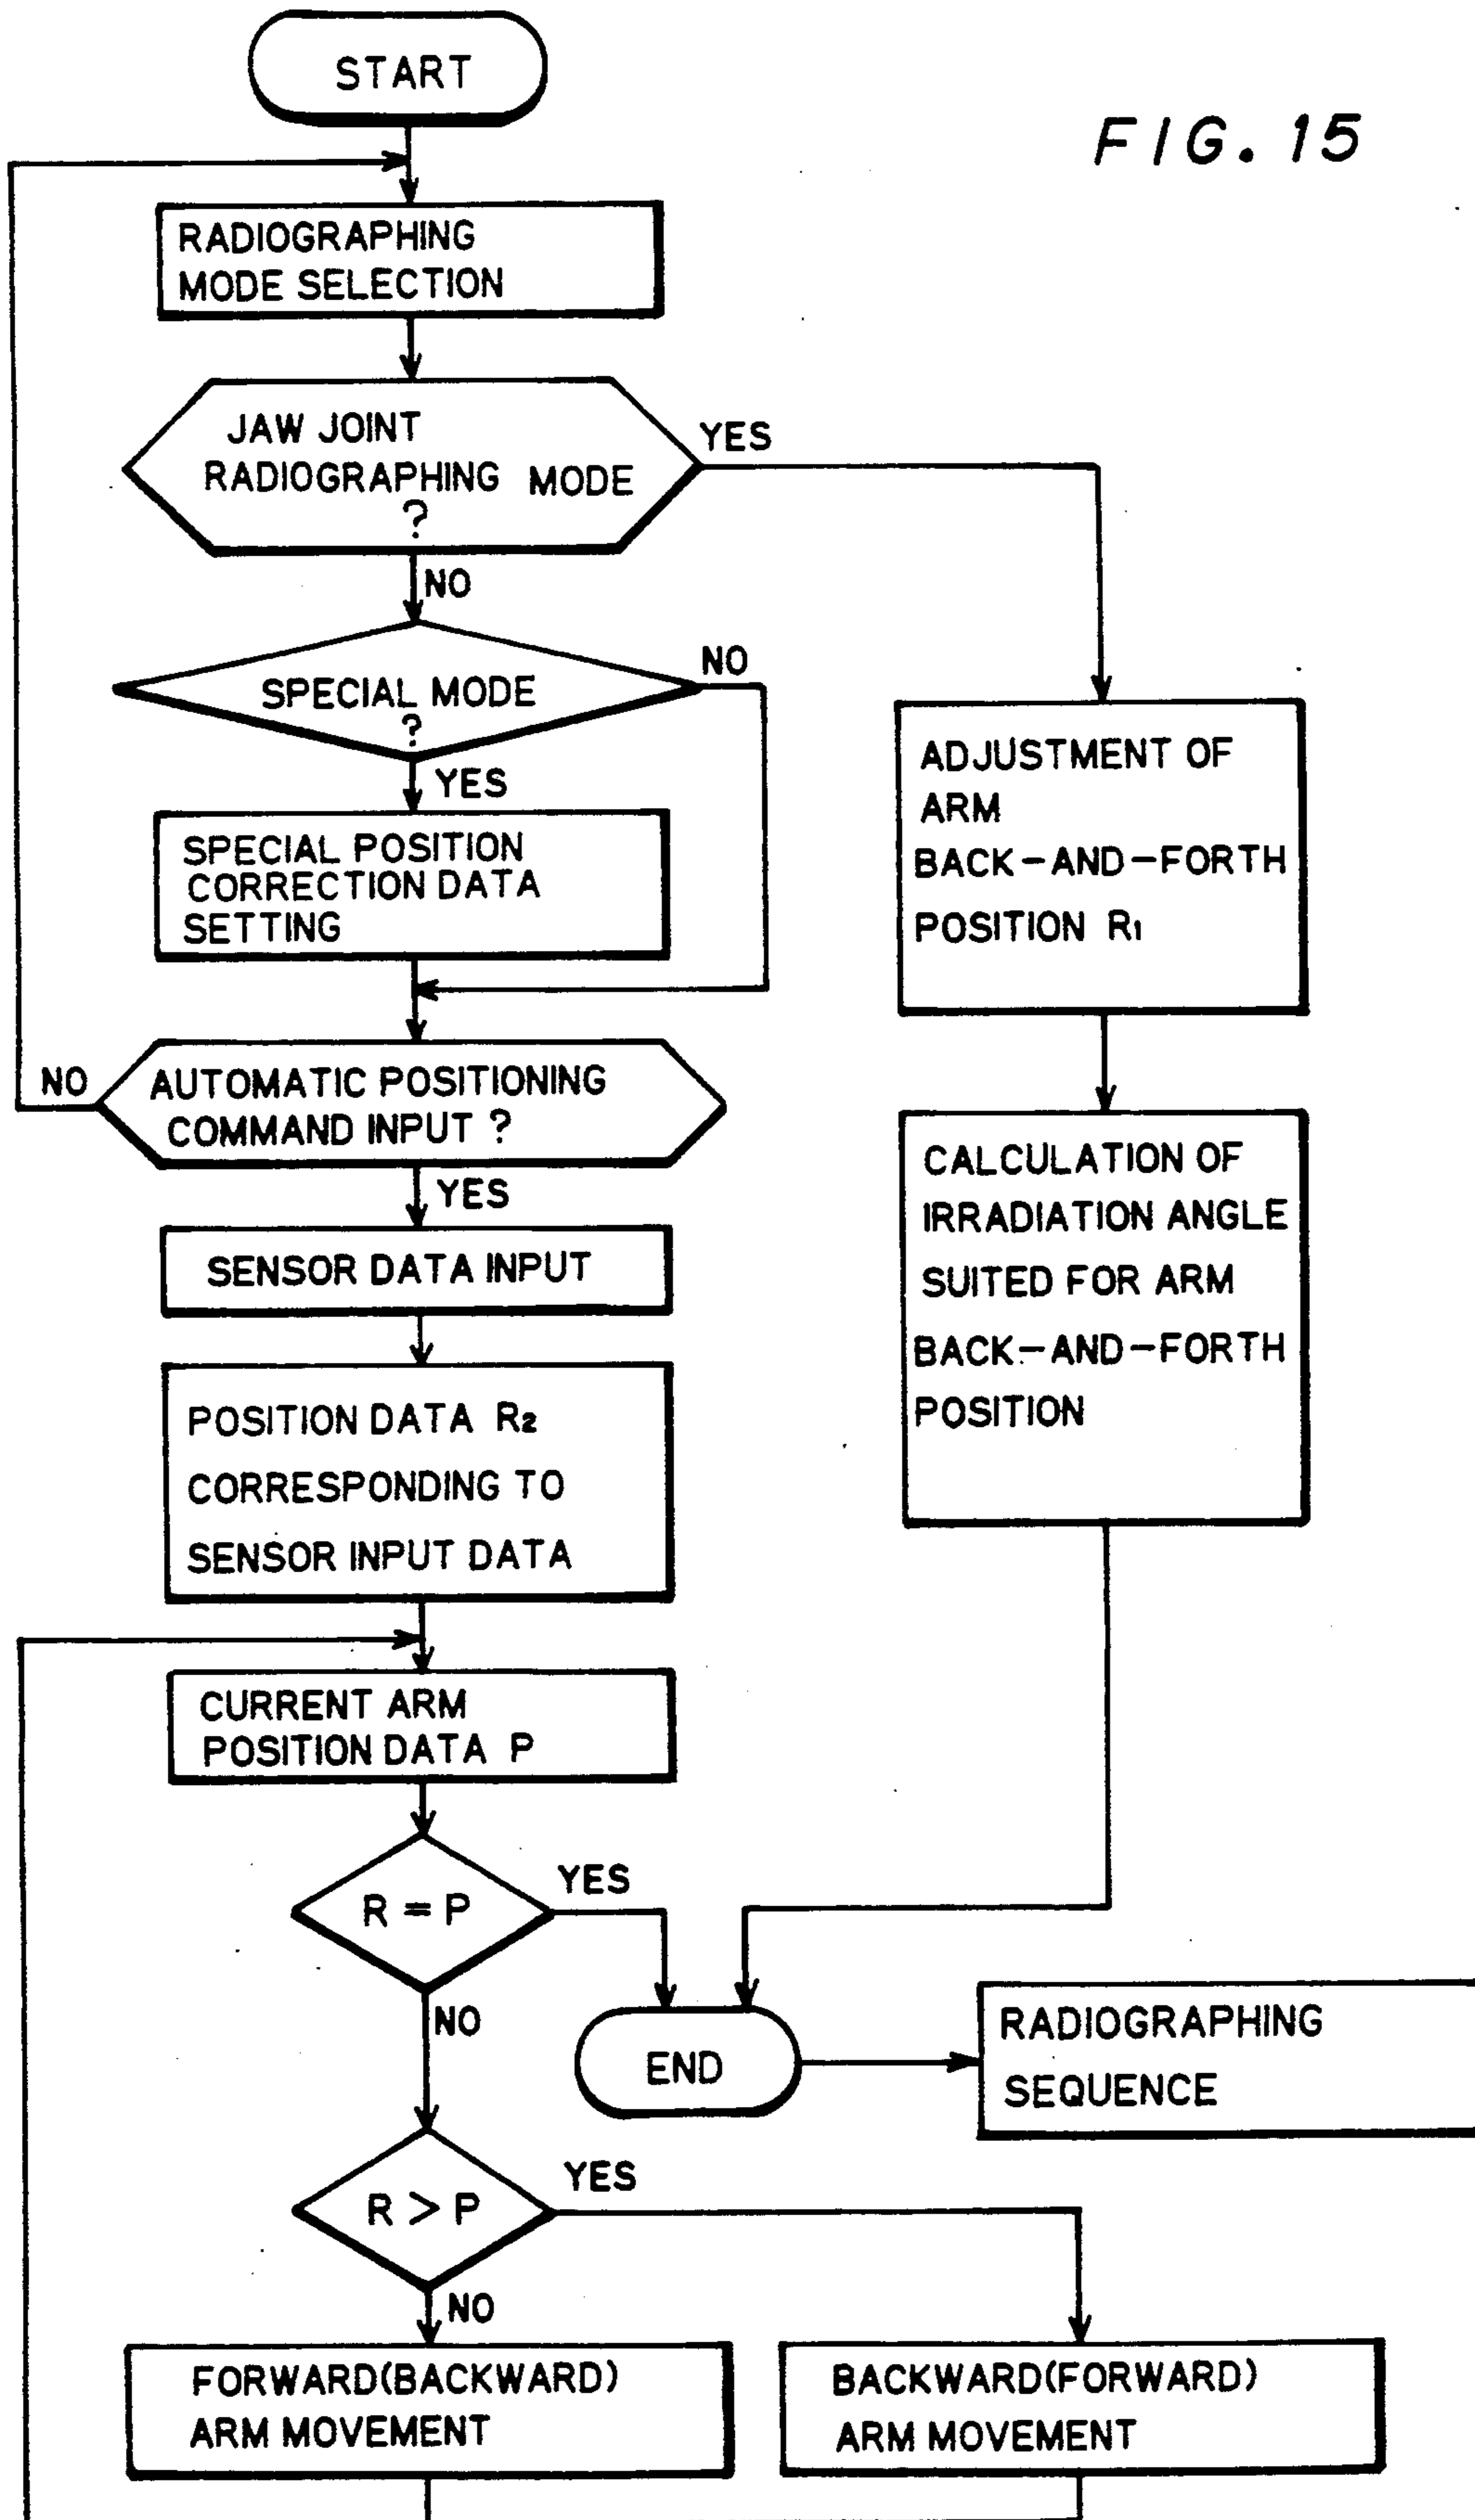 START
FIG. 15
RADIOGRAPHING
MODE SELECTION
JAW JOINT
RADIOGRAPHING MODE
?
YES
NO
SPECIAL MODE
?
NO
YES
SPECIAL POSITION
CORRECTION DATA
SETTING
ADJUSTMENT OF
ARM
BACK-AND-FORTH
POSITION R₁
NO
AUTOMATIC POSITIONING
COMMAND INPUT ?
YES
CALCULATION OF
IRRADIATION ANGLE
SUITED FOR ARM
BACK-AND-FORTH
POSITION
SENSOR DATA INPUT
POSITION DATA R₂
CORRESPONDING TO
SENSOR INPUT DATA
CURRENT ARM
POSITION DATA P
R = P
YES
NO
END
RADIOGRAPHING
SEQUENCE
R > P
YES
NO
FORWARD(BACKWARD)
ARM MOVEMENT
BACKWARD(FORWARD)
ARM MOVEMENT